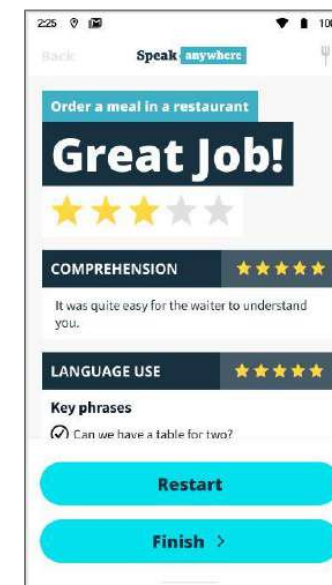 2:25 100
Back Speak anywhere
Order a meal in a restaurant
Great Job!
COMPREHENSION
It was quite easy for the waiter to understand
you.
LANGUAGE USE
Key phrases
Can we have a table for two?
Restart
Finish >